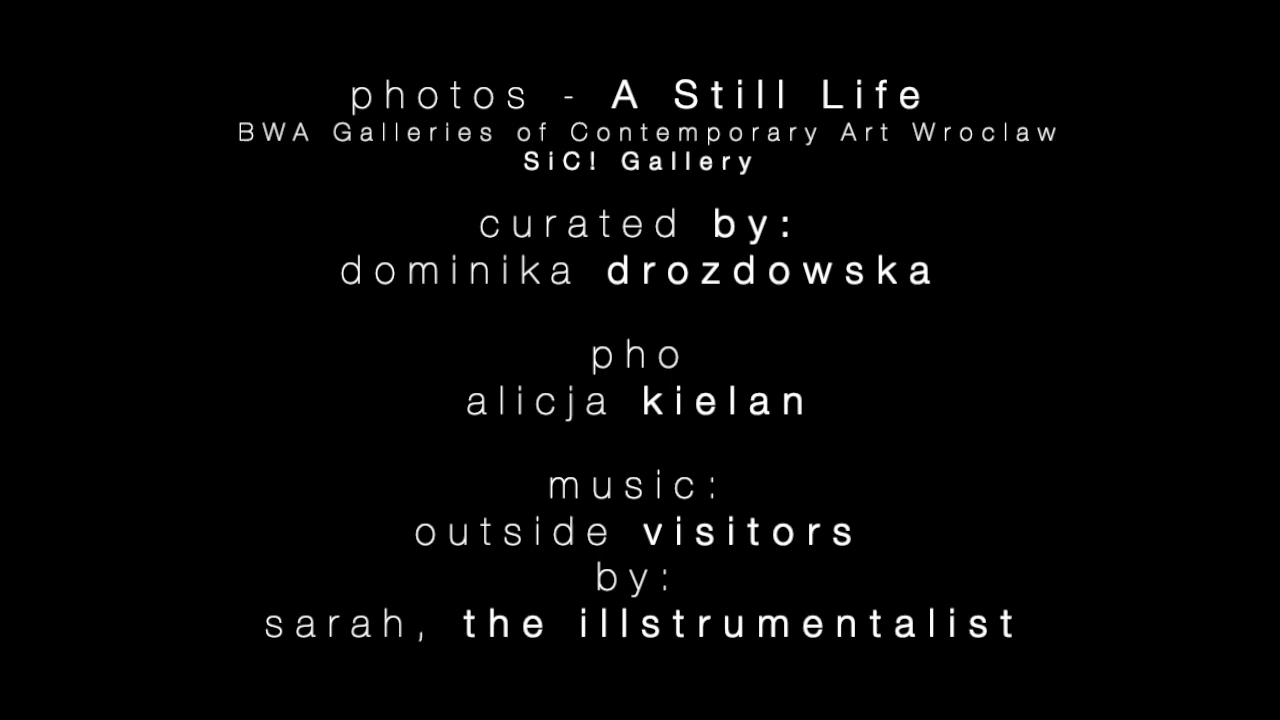 photos - A Still Life
BWA Galleries of Contemporary Art Wroclaw
SiC! Gallery
curated by:
dominika drozdowska
pho
alicja kielan
music:
outside visitors
by:
sarah, the illstrumentalist